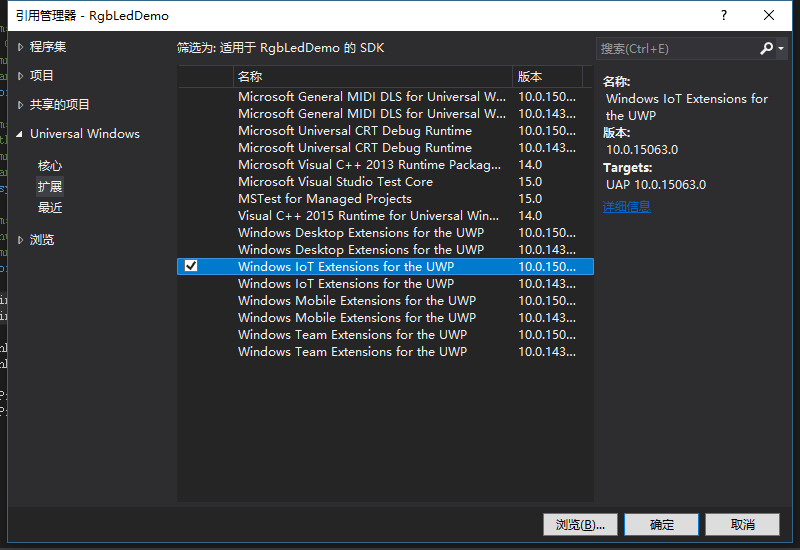 引用管理器 - RgbLedDemo
?
程序集
项目
共享的项目
Universal Windows
核心
扩展
最近
浏览
筛选为: 适用于 RgbLedDemo 的 SDK
名称 版本
Microsoft General MIDI DLS for Universal W... 10.0.150...
Microsoft General MIDI DLS for Universal W... 10.0.143...
Microsoft Universal CRT Debug Runtime 10.0.150...
Microsoft Universal CRT Debug Runtime 10.0.143...
Microsoft Visual C++ 2013 Runtime Packag... 14.0
Microsoft Visual Studio Test Core 15.0
MSTest for Managed Projects 15.0
Visual C++ 2015 Runtime for Universal Win... 14.0
Windows Desktop Extensions for the UWP 10.0.150...
Windows Desktop Extensions for the UWP 10.0.143...
Windows IoT Extensions for the UWP 10.0.150...
Windows IoT Extensions for the UWP 10.0.143...
Windows Mobile Extensions for the UWP 10.0.150...
Windows Mobile Extensions for the UWP 10.0.143...
Windows Team Extensions for the UWP 10.0.150...
Windows Team Extensions for the UWP 10.0.143...
搜索(Ctrl+E)
名称:
Windows IoT Extensions for
the UWP
版本:
10.0.15063.0
Targets:
UAP 10.0.15063.0
详细信息
浏览(B)...
确定
取消